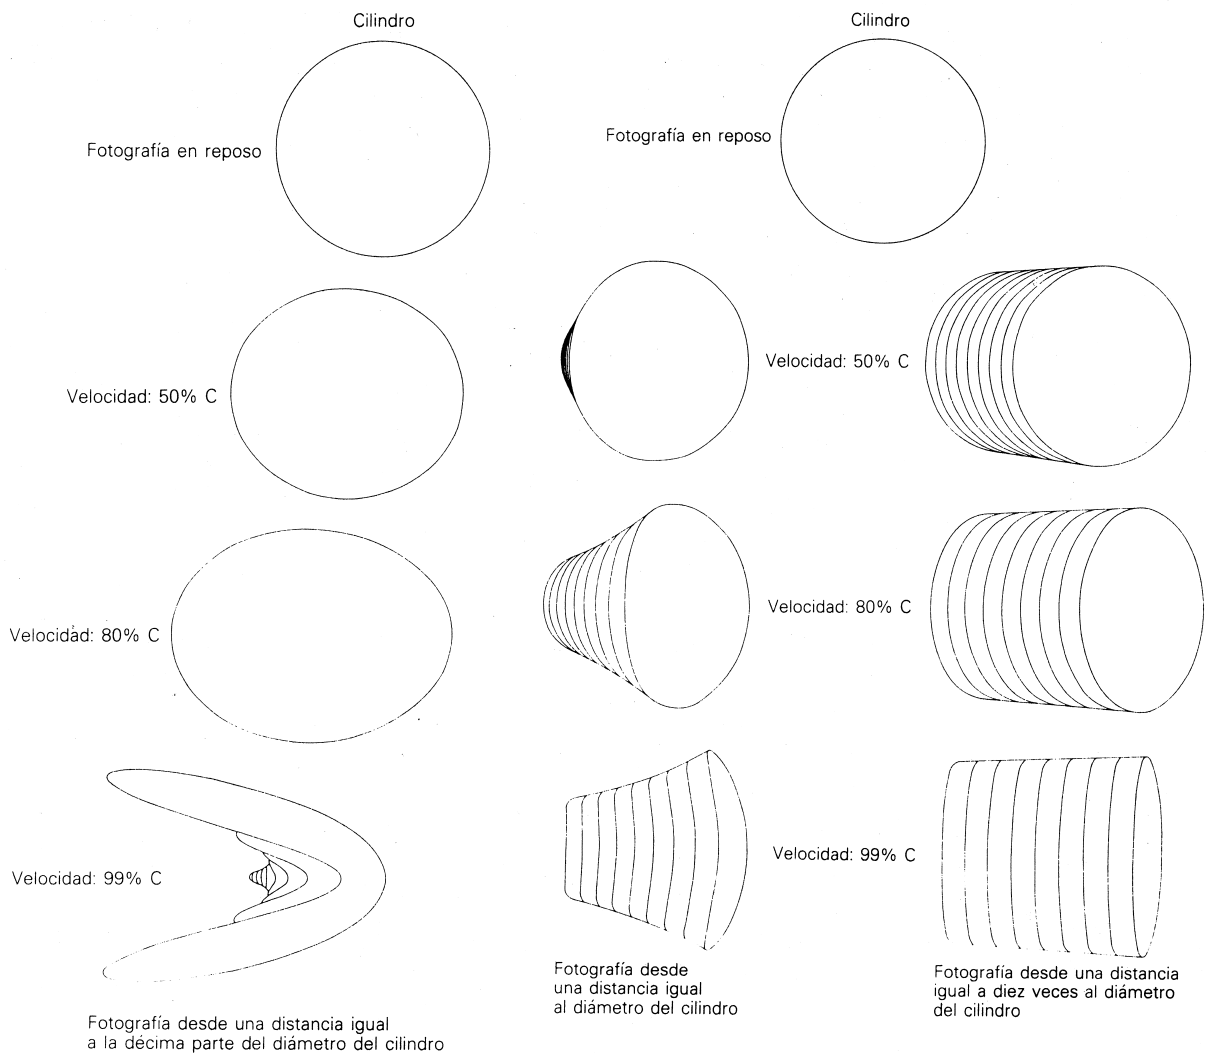 Cilindro
Cilindro
Fotografía en reposo
Fotografía en reposo
Velocidad: 50% C
Velocidad: 50% C
Velocidad: 80% C
Velocidad: 80% C
Velocidad: 99% C
Velocidad: 99% C
Fotografía desde una distancia igual
a la décima parte del diámetro del cilindro
Fotografía desde
una distancia igual
al diámetro del cilindro
Fotografía desde una distancia
igual a diez veces al diámetro
del cilindro